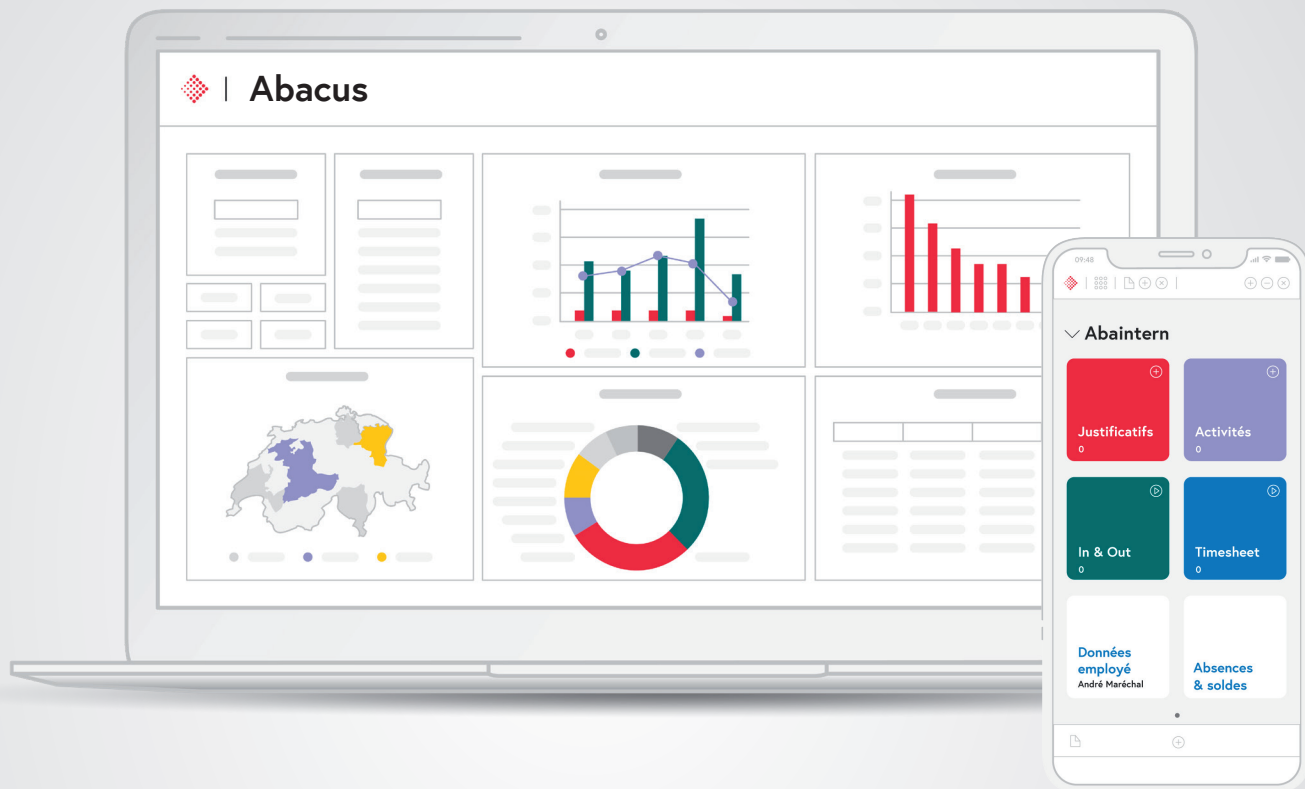 Abacus
09:48
Abaintern
Justificatifs
0
Activités
0
In & Out
0
Timesheet
0
Données
employé
André Maréchal
Absences
& soldes